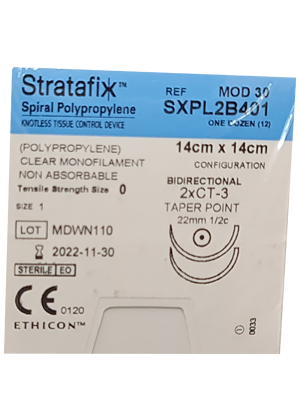 Stratafix™
Spiral Polypropylene
KNOTLESS TISSUE CONTROL DEVICE
REF MOD 30
SXPL2B401
ONE DOZEN (12)
(POLYPROPYLENE)
CLEAR MONOFILAMENT
NON ABSORBABLE
Tensile Strength Size 0
SIZE 1
LOT MDWN110
2022-11-30
STERILE EO
CE 0120
ETHICON™
14cm x 14cm
CONFIGURATION
BIDIRECTIONAL
2xCT-3
TAPER POINT
22mm 1/2c
0033